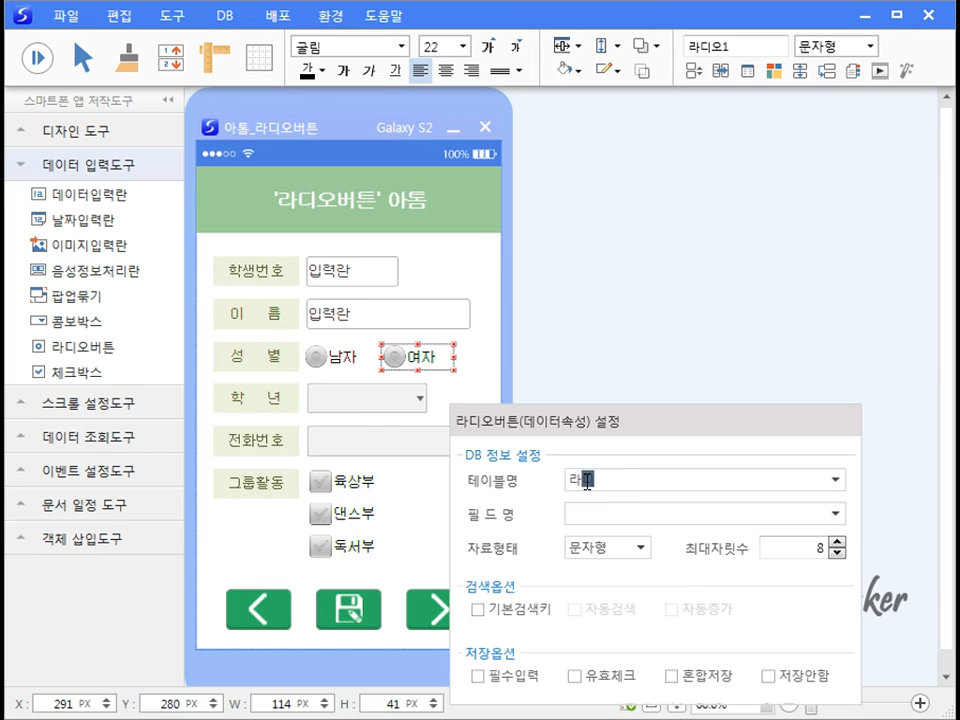 파일 편집 도구 DB 배포 환경 도움말
굴림 22 가 가
가 가 가 가
라디오1 문자형
스마트폰 앱 저작도구
디자인 도구
데이터 입력도구
데이터입력란
날짜입력란
이미지입력란
음성정보처리란
팝업묶기
콤보박스
라디오버튼
체크박스
스크롤 설정도구
데이터 조회도구
이벤트 설정도구
문서 일정 도구
객체 삽입도구
아톰_라디오버튼 Galaxy S2
100%
'라디오버튼' 아톰
학생번호 입력란
이 름 입력란
성 별 남자 여자
학 년
전화번호
그룹활동 육상부
댄스부
독서부
라디오버튼(데이터속성) 설정
DB 정보 설정
테이블명 라
필 드 명
자료형태 문자형 최대자릿수 8
검색옵션
기본검색키 자동검색 자동증가
저장옵션
필수입력 유효체크 혼합저장 저장안함
ker
X : 291 PX Y : 280 PX W : 114 PX H : 41 PX